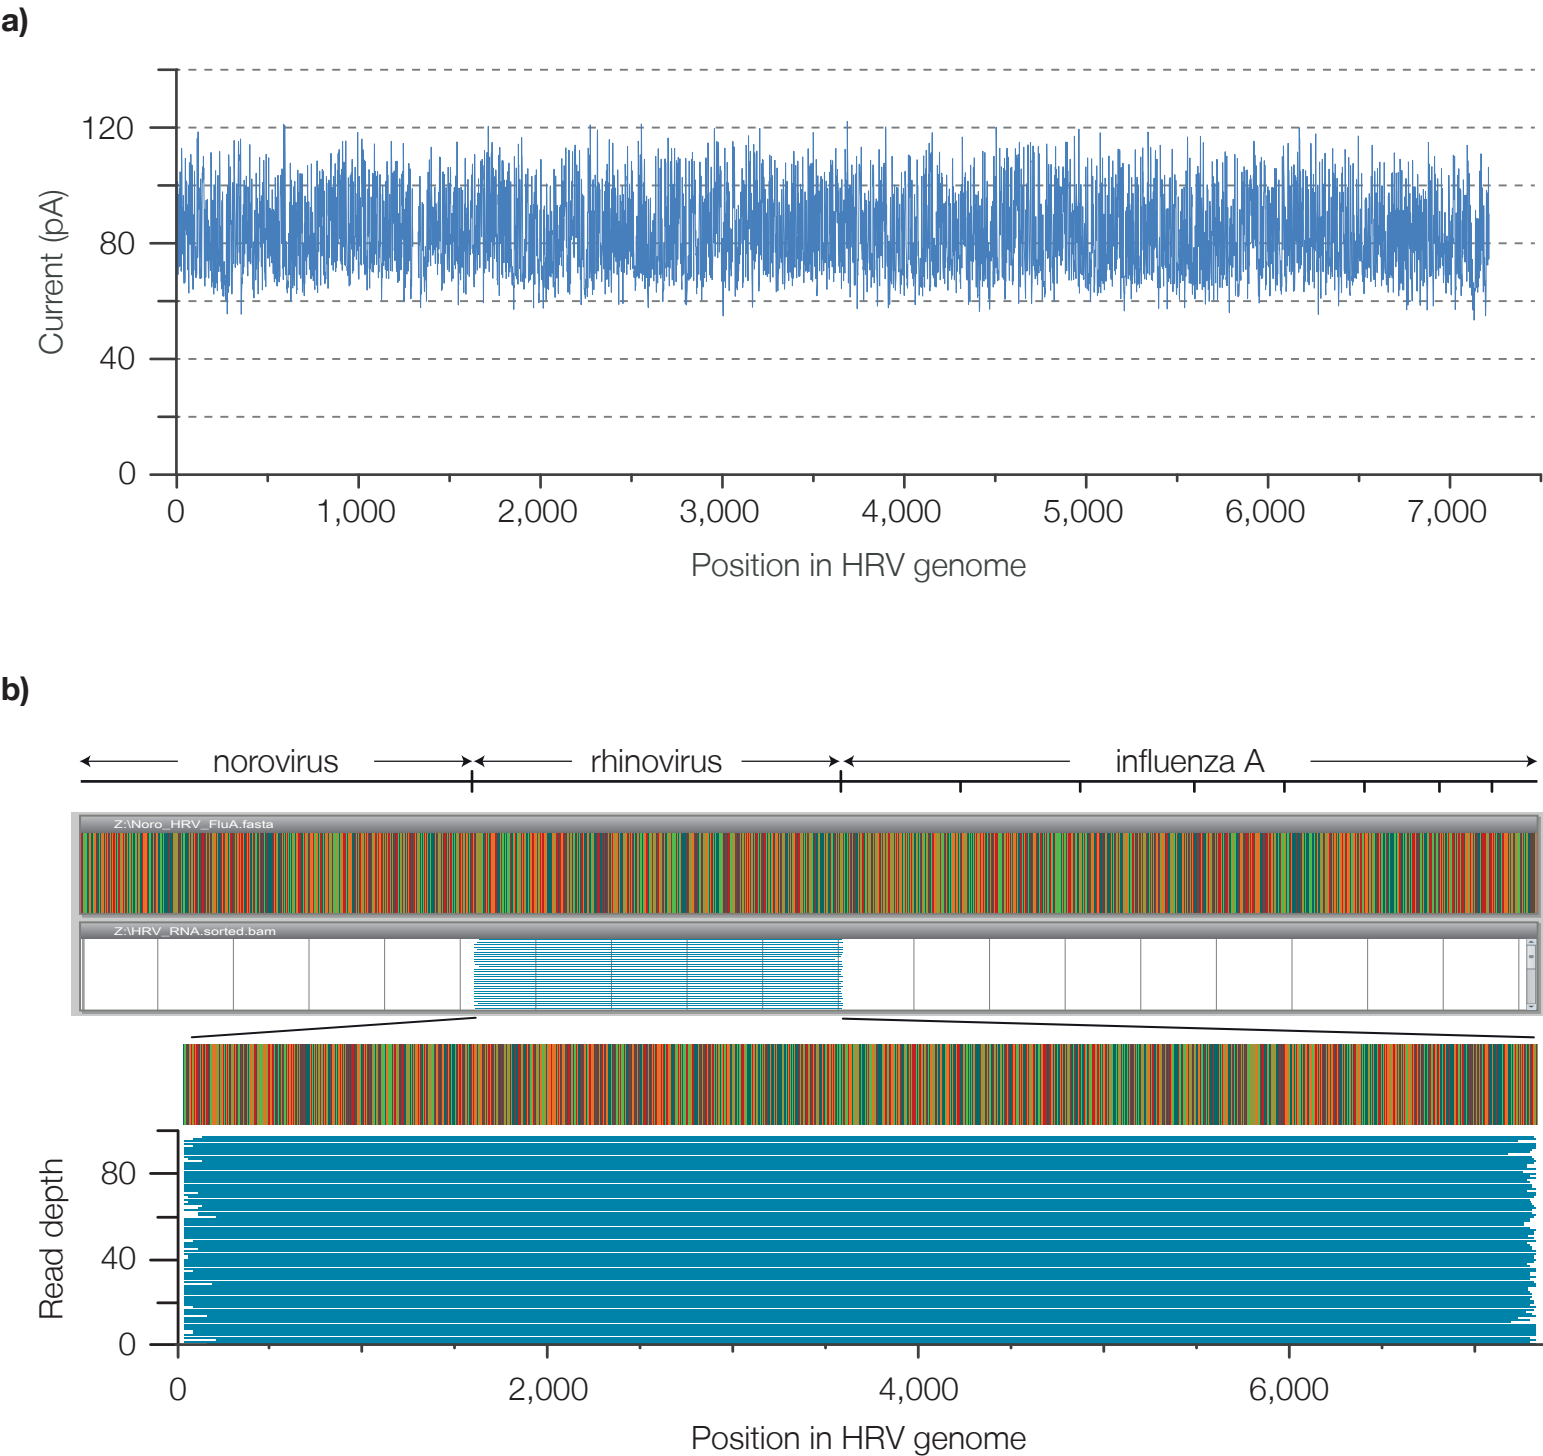 a)
120
80
40
0
Current (pA)
0 1,000 2,000 3,000 4,000 5,000 6,000 7,000
Position in HRV genome
b)
norovirus rhinovirus influenza A
Z:\Noro_HRV_FluA.fasta
Z:\HRV_RNA.sorted.bam
80
40
0
Read depth
0 2,000 4,000 6,000
Position in HRV genome